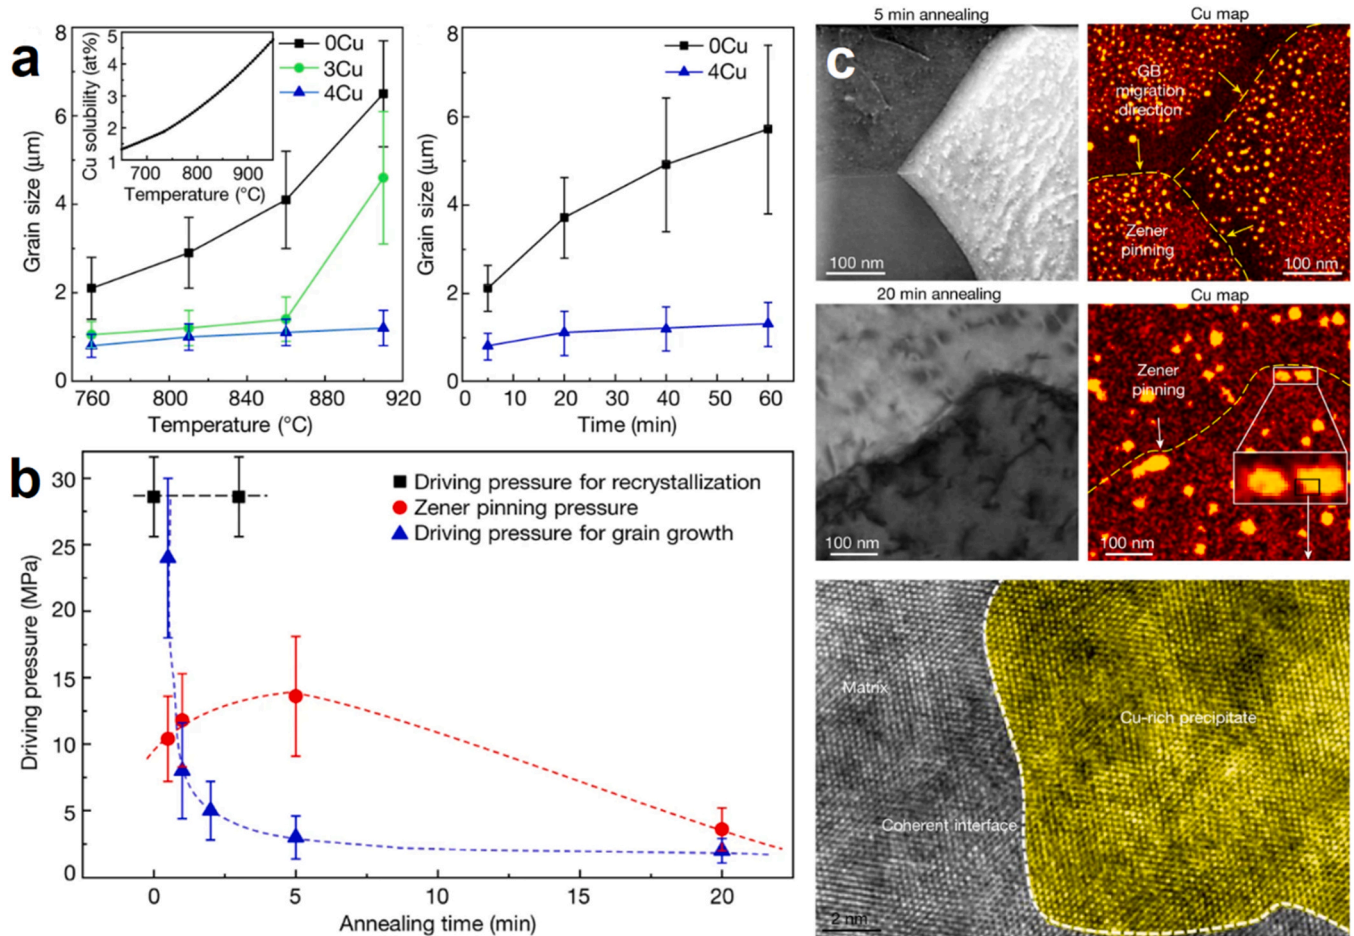 a
8
6
4
2
0
Grain size (μm)
5
4
3
2
1
Cu solubility (at%)
700 800 900
Temperature (°C)
0Cu
3Cu
4Cu
760 800 840 880 920
Temperature (°C)
8
6
4
2
0
Grain size (μm)
0Cu
4Cu
0 10 20 30 40 50 60
Time (min)
b
30
25
20
15
10
5
0
Driving pressure (MPa)
Driving pressure for recrystallization
Zener pinning pressure
Driving pressure for grain growth
0 5 10 15 20
Annealing time (min)
c
5 min annealing
100 nm
Cu map
GB
migration
direction
Zener
pinning
100 nm
20 min annealing
100 nm
Cu map
Zener
pinning
100 nm
Matrix
Cu-rich precipitate
Coherent interface
2 nm